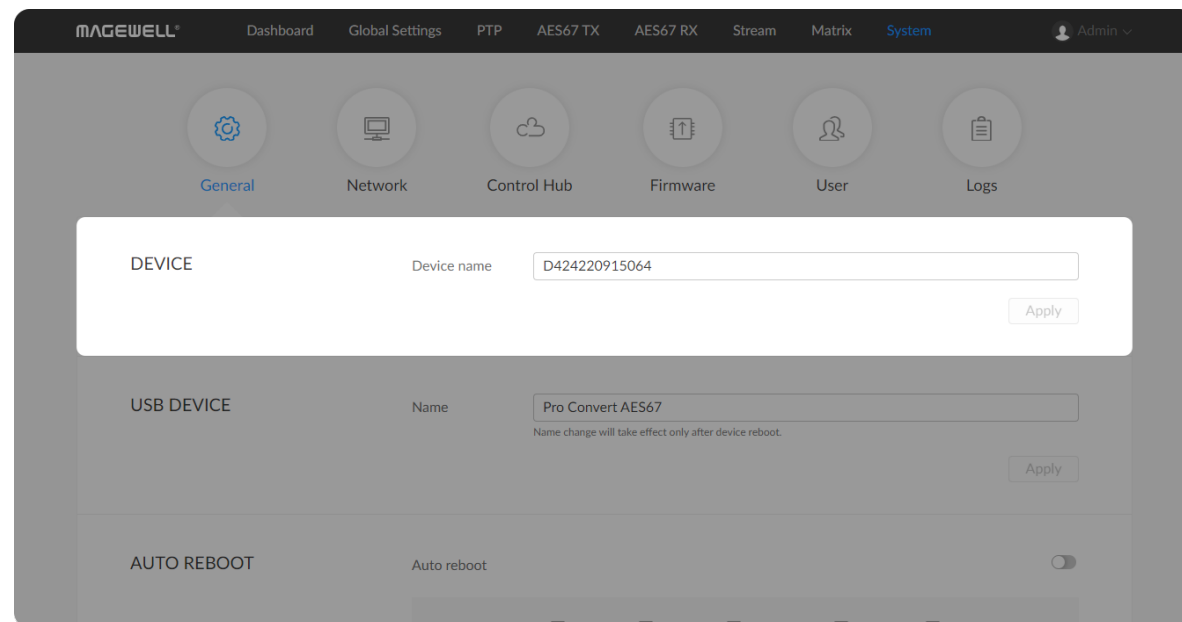 MAGEWELL® Dashboard Global Settings PTP AES67 TX AES67 RX Stream Matrix System Admin
General Network Control Hub Firmware User Logs
DEVICE Device name D424220915064
Apply
USB DEVICE Name Pro Convert AES67
Name change will take effect only after device reboot.
Apply
AUTO REBOOT Auto reboot